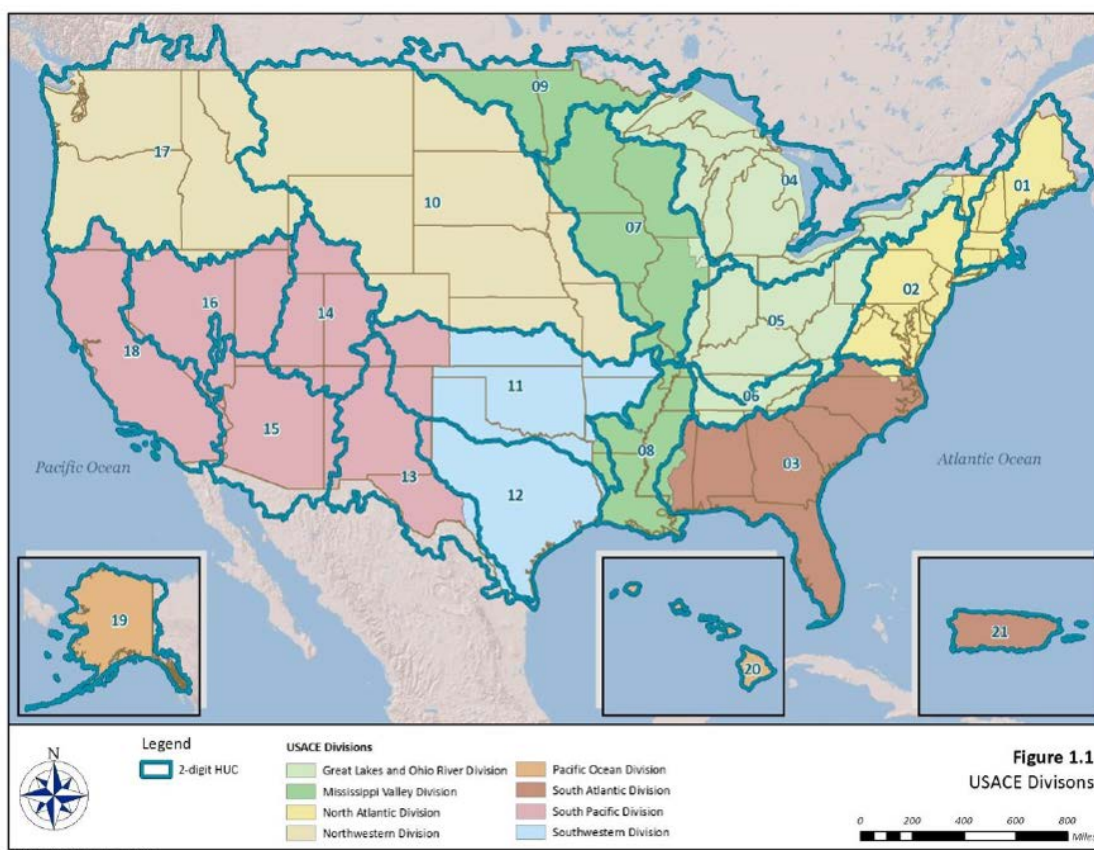 09
01
17
04
10
07
02
16
14
05
18
11
06
15
08
03
13
12
Pacific Ocean
Atlantic Ocean
19
20
21
N
Legend
2-digit HUC
USACE Divisions
Great Lakes and Ohio River Division
Mississippi Valley Division
North Atlantic Division
Northwestern Division
Pacific Ocean Division
South Atlantic Division
South Pacific Division
Southwestern Division
Figure 1.1
USACE Divisons
0 200 400 600 800
Miles